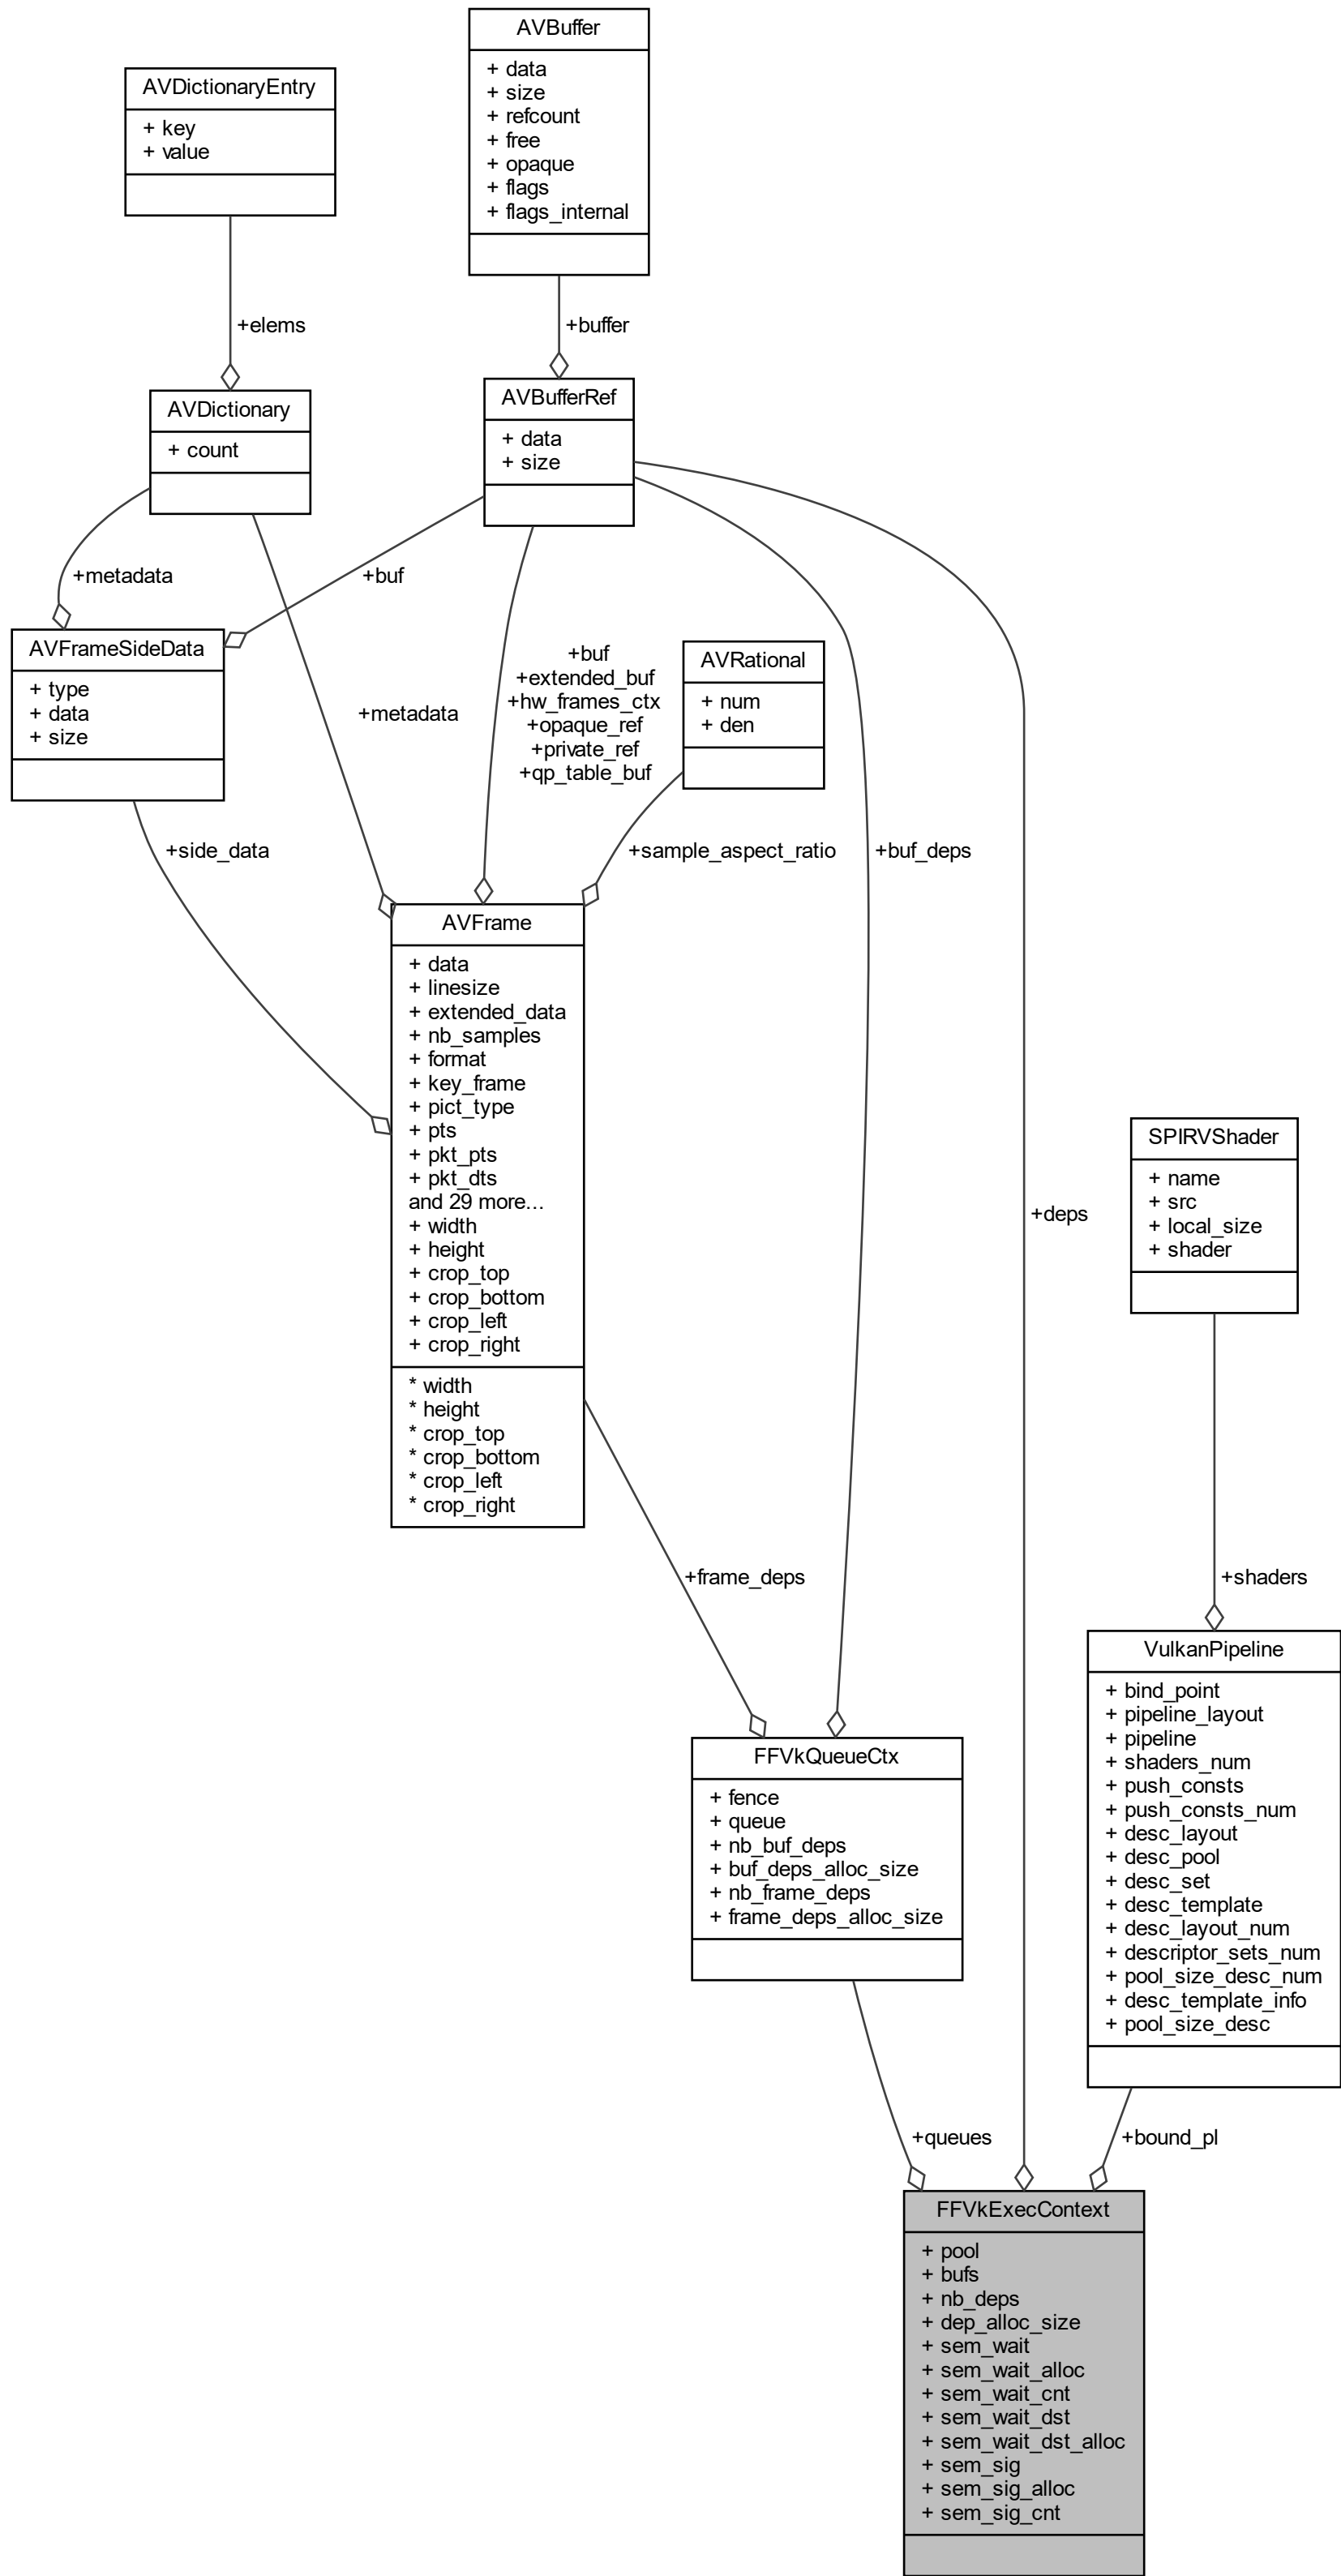 AVBuffer
+ data
+ size
+ refcount
+ free
+ opaque
+ flags
+ flags_internal
AVDictionaryEntry
+ key
+ value
+elems
+buffer
AVDictionary
+ count
AVBufferRef
+ data
+ size
+metadata
+buf
AVFrameSideData
+ type
+ data
+ size
+metadata
+buf
+extended_buf
+hw_frames_ctx
+opaque_ref
+private_ref
+qp_table_buf
AVRational
+ num
+ den
+side_data
+sample_aspect_ratio
+buf_deps
AVFrame
+ data
+ linesize
+ extended_data
+ nb_samples
+ format
+ key_frame
+ pict_type
+ pts
+ pkt_pts
+ pkt_dts
and 29 more...
+ width
+ height
+ crop_top
+ crop_bottom
+ crop_left
+ crop_right
* width
* height
* crop_top
* crop_bottom
* crop_left
* crop_right
+deps
SPIRVShader
+ name
+ src
+ local_size
+ shader
+frame_deps
+shaders
FFVkQueueCtx
+ fence
+ queue
+ nb_buf_deps
+ buf_deps_alloc_size
+ nb_frame_deps
+ frame_deps_alloc_size
VulkanPipeline
+ bind_point
+ pipeline_layout
+ pipeline
+ shaders_num
+ push_consts
+ push_consts_num
+ desc_layout
+ desc_pool
+ desc_set
+ desc_template
+ desc_layout_num
+ descriptor_sets_num
+ pool_size_desc_num
+ desc_template_info
+ pool_size_desc
+queues
+bound_pl
FFVkExecContext
+ pool
+ bufs
+ nb_deps
+ dep_alloc_size
+ sem_wait
+ sem_wait_alloc
+ sem_wait_cnt
+ sem_wait_dst
+ sem_wait_dst_alloc
+ sem_sig
+ sem_sig_alloc
+ sem_sig_cnt